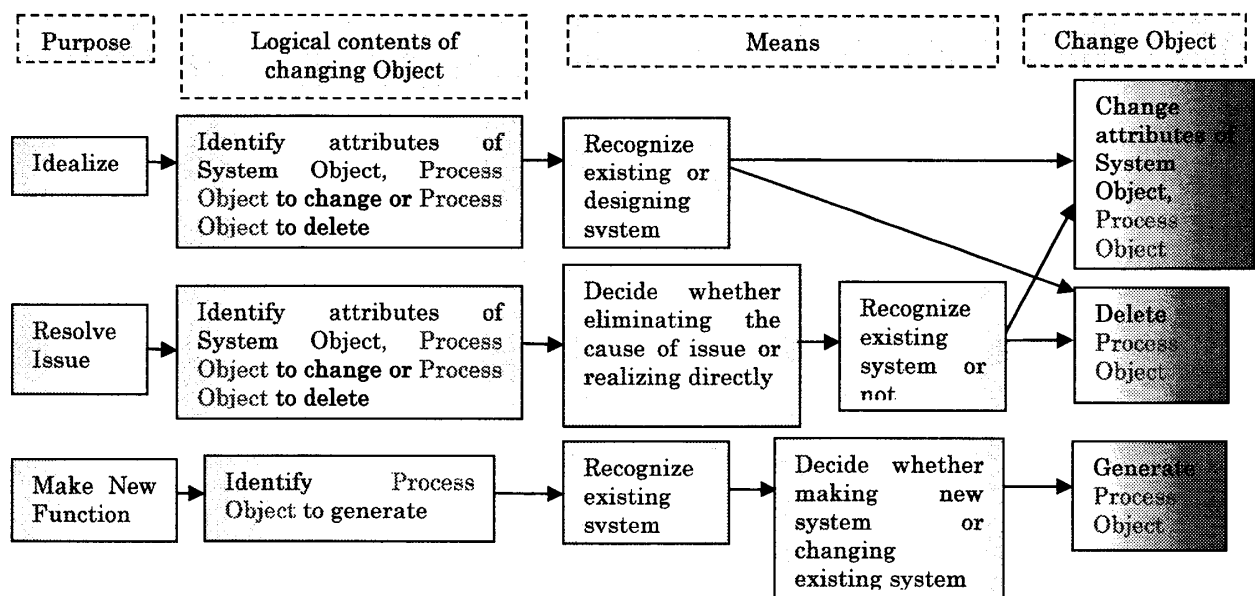 Purpose
Logical contents of
changing Object
Means
Change Object
Idealize
Identify attributes of
System Object, Process
Object to change or Process
Object to delete
Recognize
existing or
designing
system
Change
attributes of
System
Object,
Process
Object
Resolve
Issue
Identify attributes of
System Object, Process
Object to change or Process
Object to delete
Decide whether
eliminating the
cause of issue or
realizing directly
Recognize
existing
system or
not
Delete
Process
Object
Make New
Function
Identify Process
Object to generate
Recognize
existing
system
Decide whether
making new
system or
changing
existing system
Generate
Process
Object